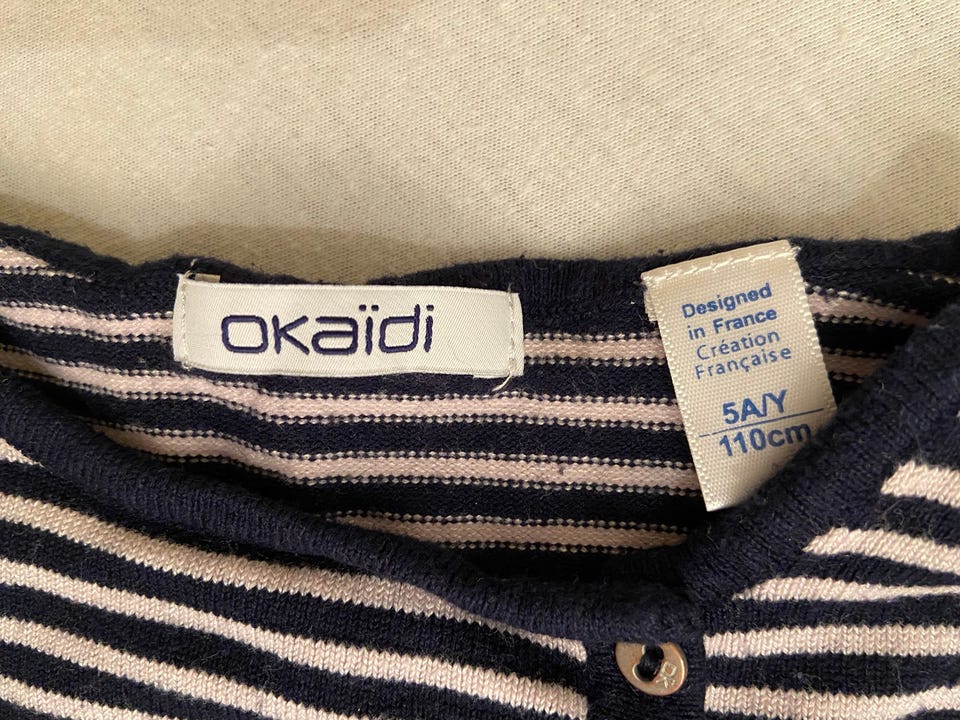 okaïdi
Designed
in France
Création
Française
5A/Y
110cm